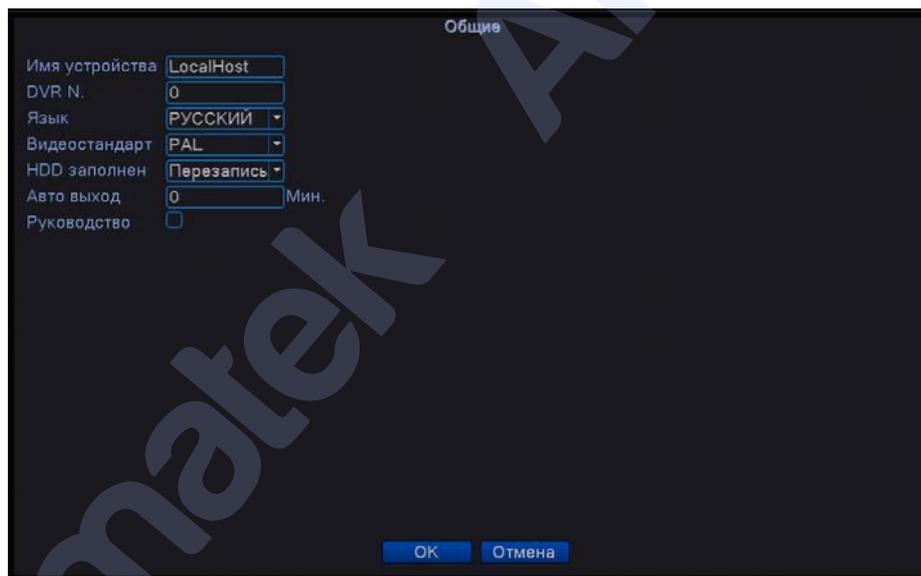 Общие
Имя устройства LocalHost
DVR N. 0
Язык РУССКИЙ
Видеостандарт PAL
HDD заполнен Перезапись
Авто выход 0 Мин.
Руководство
OK Отмена
matek